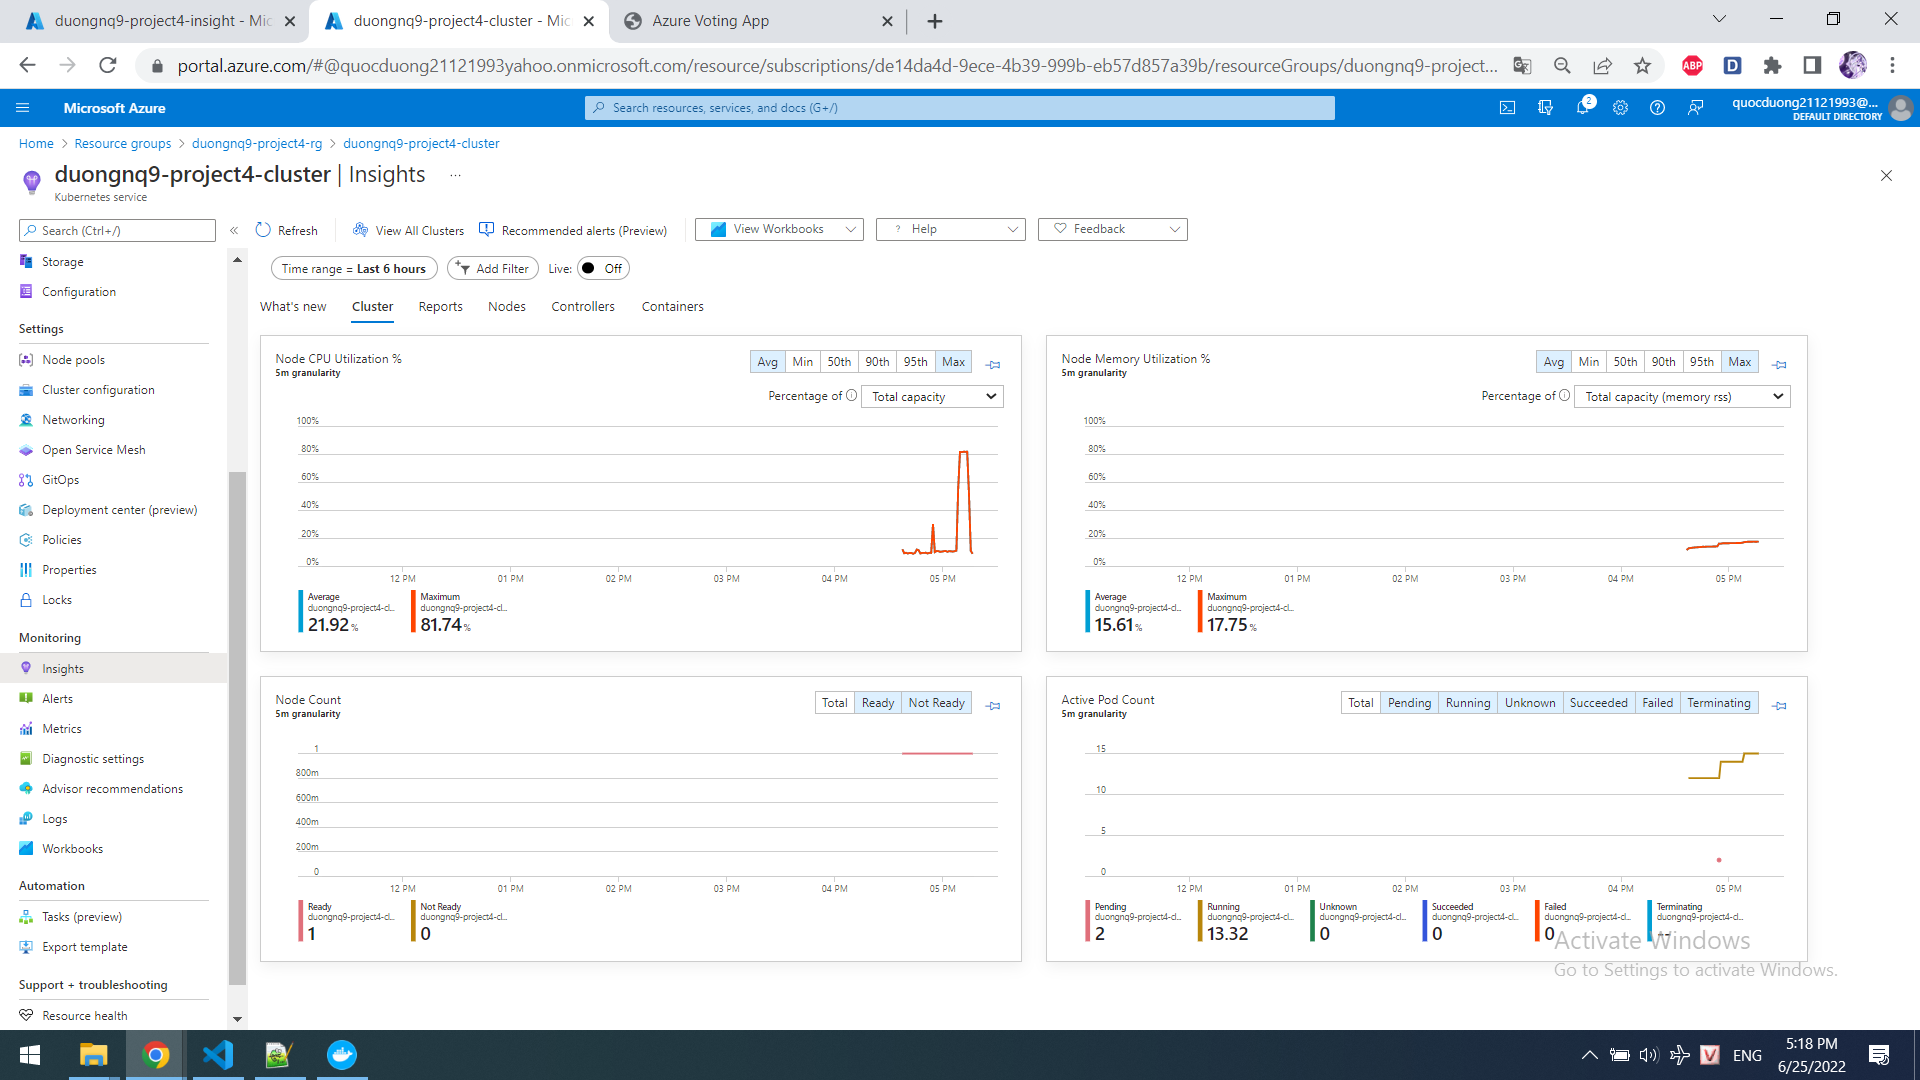 duongnq9-project4-insight - Mic
duongnq9-project4-cluster - Mic
Azure Voting App
portal.azure.com/#@quocduong21121993yahoo.onmicrosoft.com/resource/subscriptions/de14da4d-9ece-4b39-999b-eb57d857a39b/resourceGroups/duongnq9-project...
ABP
D
Microsoft Azure
Search resources, services, and docs (G+/)
2
quocduong21121993@...
DEFAULT DIRECTORY
Home > Resource groups > duongnq9-project4-rg > duongnq9-project4-cluster
duongnq9-project4-cluster | Insights ...
Kubernetes service
Search (Ctrl+/)
«
Refresh
View All Clusters
Recommended alerts (Preview)
View Workbooks
? Help
Feedback
Storage
Configuration
Settings
Node pools
Cluster configuration
Networking
Open Service Mesh
GitOps
Deployment center (preview)
Policies
Properties
Locks
Monitoring
Insights
Alerts
Metrics
Diagnostic settings
Advisor recommendations
Logs
Workbooks
Automation
Tasks (preview)
Export template
Support + troubleshooting
Resource health
Time range = Last 6 hours
Add Filter
Live: Off
What's new Cluster Reports Nodes Controllers Containers
Node CPU Utilization %
5m granularity
Avg Min 50th 90th 95th Max
Percentage of Total capacity
100%
80%
60%
40%
20%
0%
12 PM 01 PM 02 PM 03 PM 04 PM 05 PM
Average
duongnq9-project4-cl...
21.92 %
Maximum
duongnq9-project4-cl...
81.74 %
Node Memory Utilization %
5m granularity
Avg Min 50th 90th 95th Max
Percentage of Total capacity (memory rss)
100%
80%
60%
40%
20%
0%
12 PM 01 PM 02 PM 03 PM 04 PM 05 PM
Average
duongnq9-project4-cl...
15.61 %
Maximum
duongnq9-project4-cl...
17.75 %
Node Count
5m granularity
Total Ready Not Ready
1
800m
600m
400m
200m
0
12 PM 01 PM 02 PM 03 PM 04 PM 05 PM
Ready
duongnq9-project4-cl...
1
Not Ready
duongnq9-project4-cl...
0
Active Pod Count
5m granularity
Total Pending Running Unknown Succeeded Failed Terminating
15
10
5
0
12 PM 01 PM 02 PM 03 PM 04 PM 05 PM
Pending
duongnq9-project4-cl...
2
Running
duongnq9-project4-cl...
13.32
Unknown
duongnq9-project4-cl...
0
Succeeded
duongnq9-project4-cl...
0
Failed
duongnq9-project4-cl...
0
Terminating
duongnq9-project4-cl...
--
Activate Windows
Go to Settings to activate Windows.
V
ENG
5:18 PM
6/25/2022